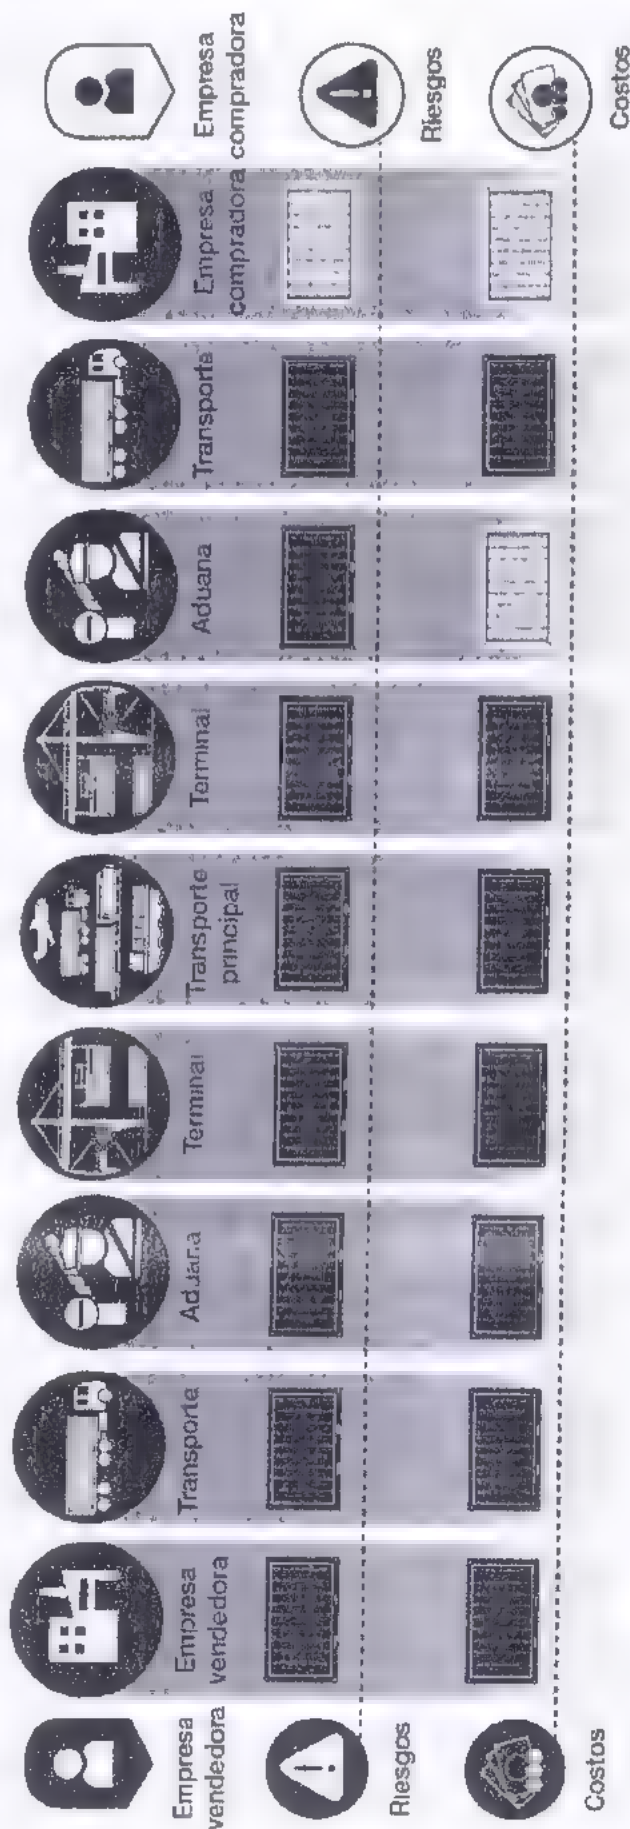 Empresa
vendedora
Empresa
vendedora
Transporte
Aduana
Terminal
Transporte
principal
Terminal
Aduana
Transporte
Empresa
compradora
Empresa
compradora
Riesgos
Riesgos
Costos
Costos